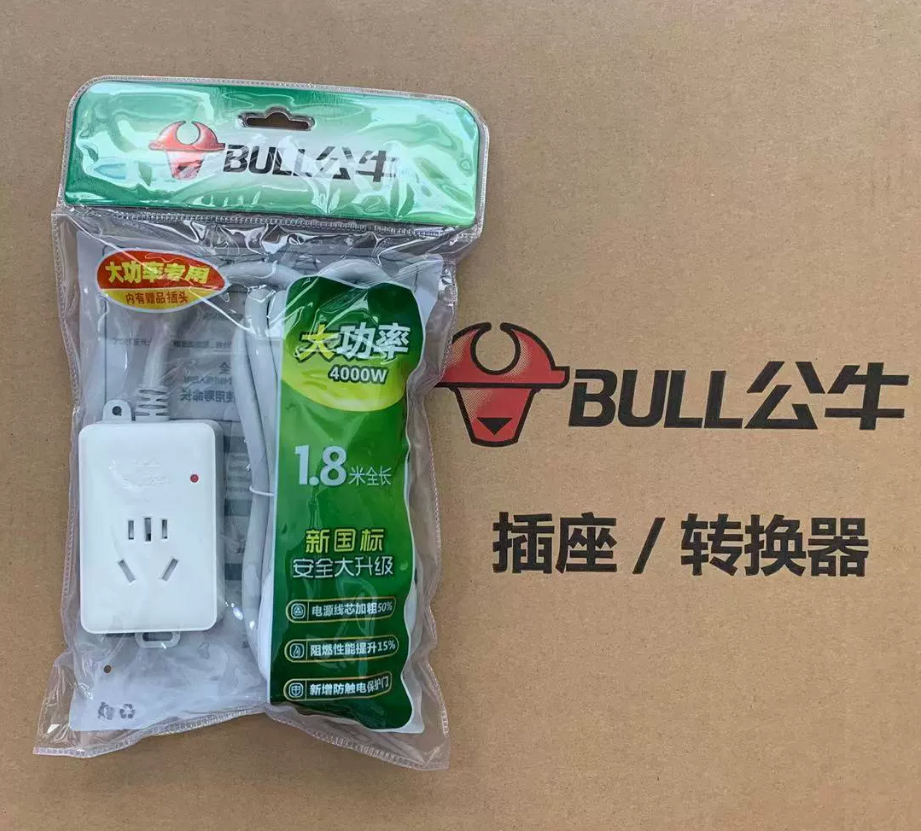 BULL公牛
大功率专用
内有赠品插头
大功率
4000W
1.8米全长
新国标
安全大升级
电源线芯加粗50%
阻燃性能提升15%
新增防触电保护门
BULL公牛
插座/转换器